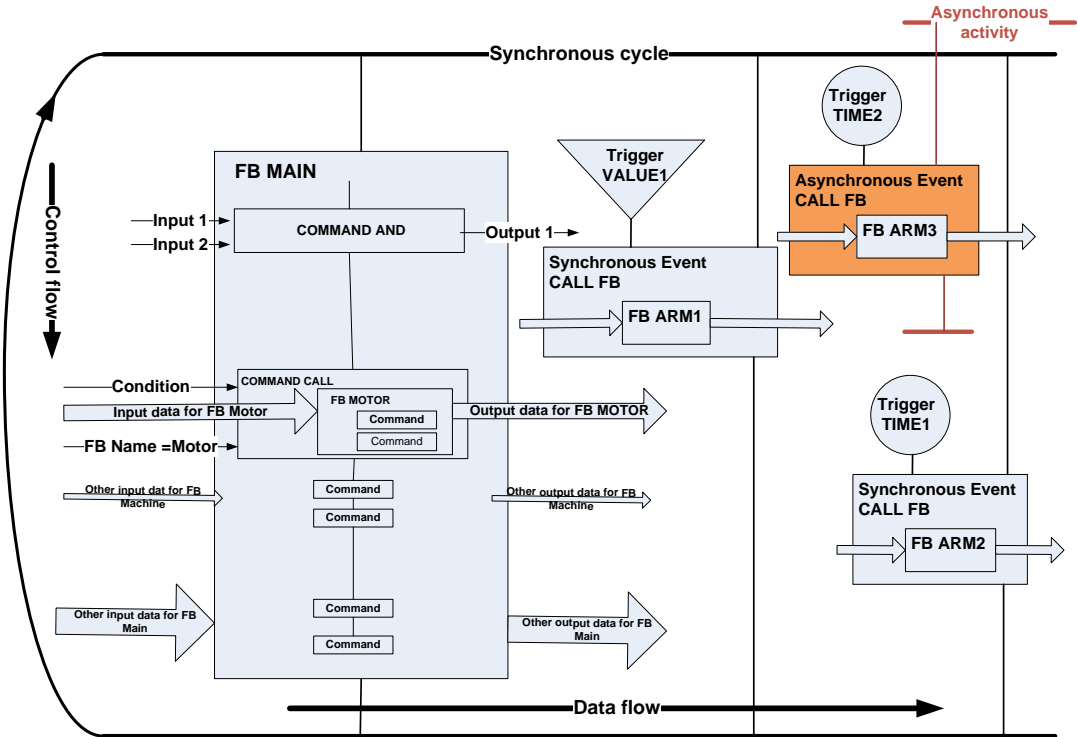 Asynchronous
activity
Synchronous cycle
Trigger
TIME2
Trigger
VALUE1
FB MAIN
Asynchronous Event
CALL FB
FB ARM3
Control flow
Input 1
Input 2
COMMAND AND
Output 1
Synchronous Event
CALL FB
FB ARM1
Condition
COMMAND CALL
Input data for FB Motor
FB MOTOR
Command
Command
Output data for FB MOTOR
FB Name =Motor
Trigger
TIME1
Other input dat for FB
Machine
Command
Command
Other output data for FB
Machine
Synchronous Event
CALL FB
FB ARM2
Other input data for FB
Main
Command
Command
Other output data for FB
Main
Data flow